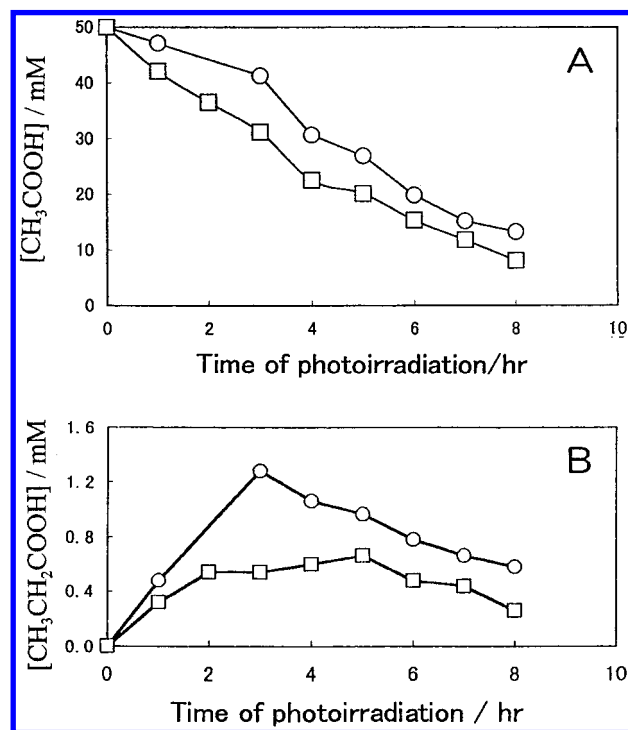 A
[CH₃COOH] / mM
50
40
30
20
10
0
0 2 4 6 8 10
Time of photoirradiation/hr
B
[CH₃CH₂COOH] / mM
1.6
1.2
0.8
0.4
0.0
0 2 4 6 8 10
Time of photoirradiation / hr